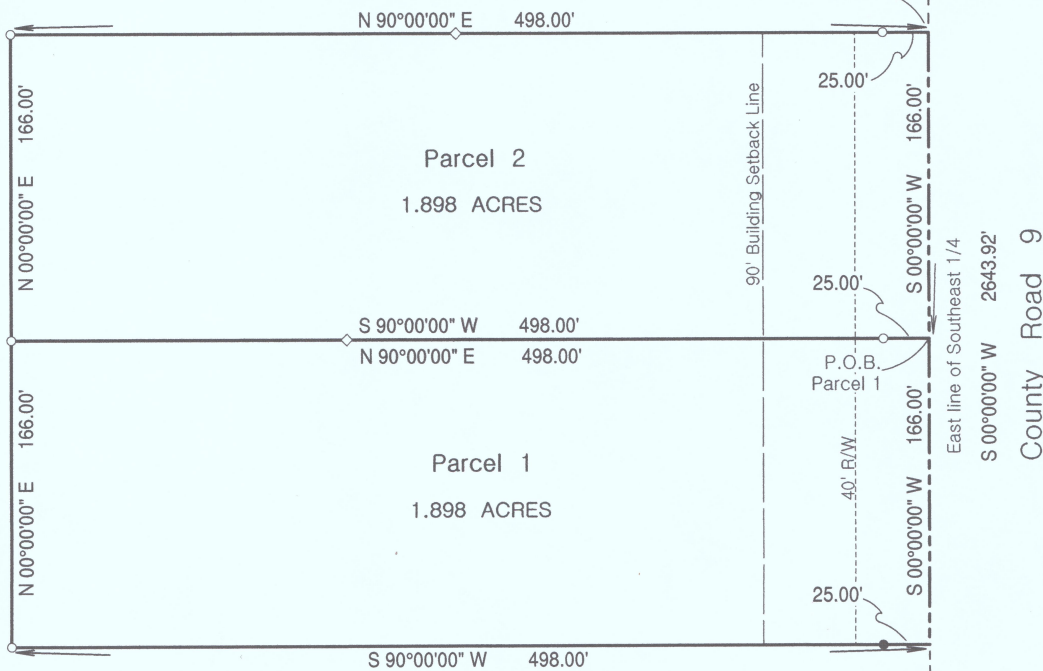 N 90°00'00" E 498.00'
25.00'
N 00°00'00" E 166.00'
Parcel 2
1.898 ACRES
90' Building Setback Line
S 00°00'00" W 166.00'
25.00'
S 90°00'00" W 498.00'
N 90°00'00" E 498.00'
P.O.B.
Parcel 1
East line of Southeast 1/4
S 00°00'00" W 2643.92'
County Road 9
N 00°00'00" E 166.00'
Parcel 1
1.898 ACRES
40' R/W
S 00°00'00" W 166.00'
25.00'
S 90°00'00" W 498.00'